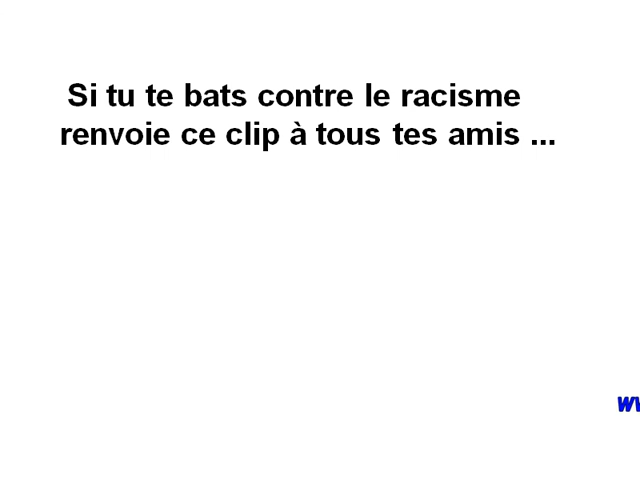 Si tu te bats contre le racisme
renvoie ce clip à tous tes amis ...